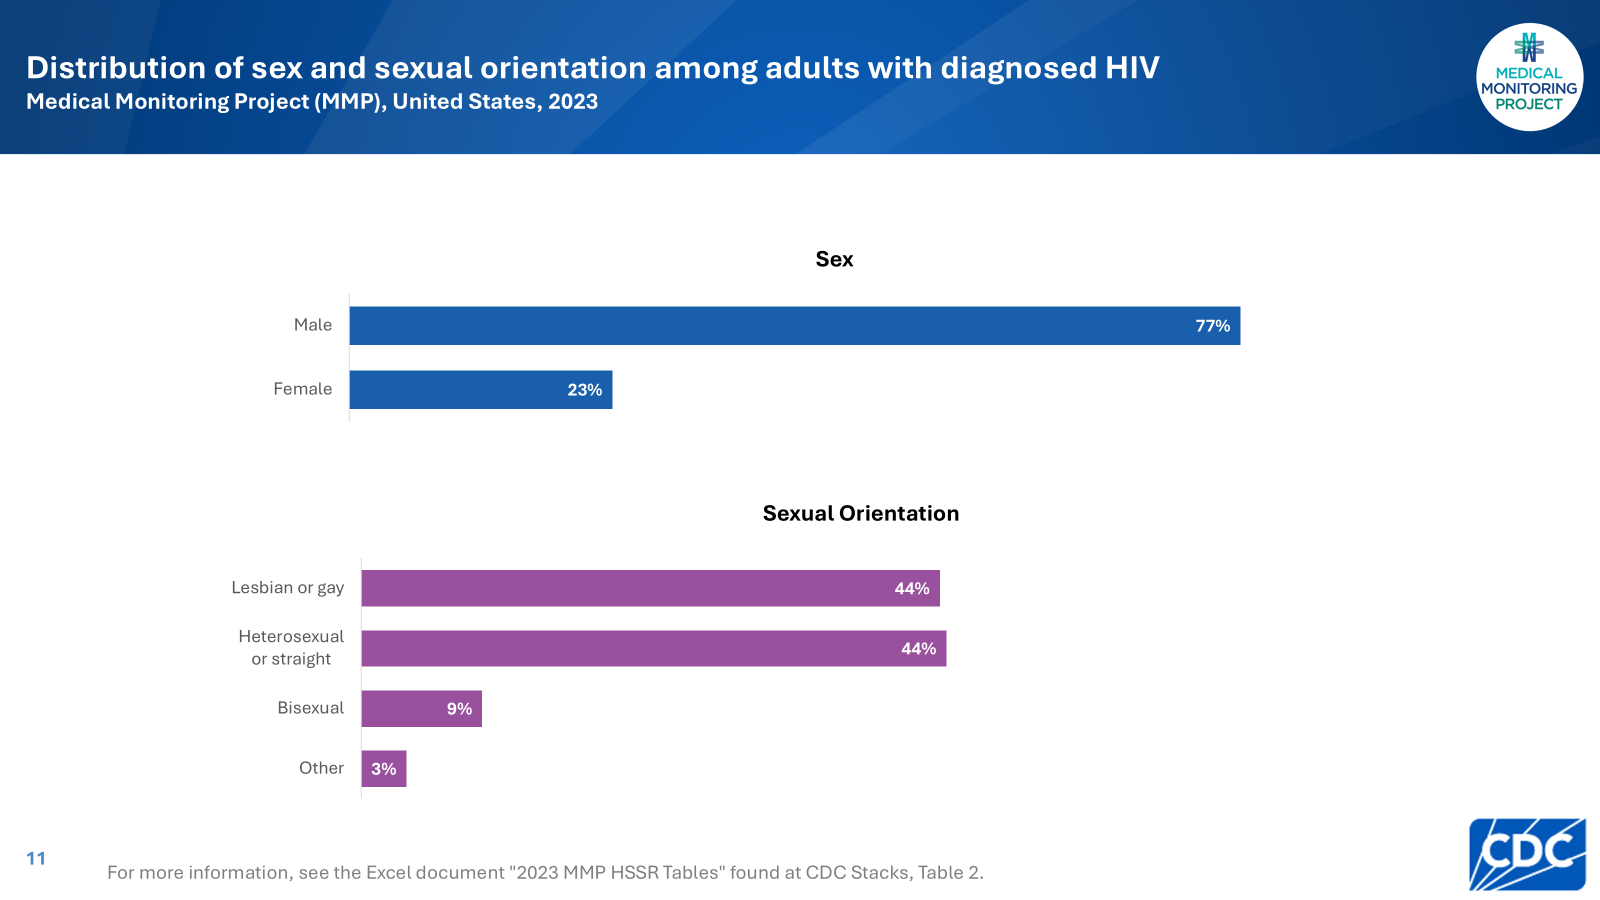 Distribution of sex and sexual orientation among adults with diagnosed HIV
Medical Monitoring Project (MMP), United States, 2023
MEDICAL
MONITORING
PROJECT
Sex
Male
77%
Female
23%
Sexual Orientation
Lesbian or gay
44%
Heterosexual
or straight
44%
Bisexual
9%
Other
3%
11
For more information, see the Excel document "2023 MMP HSSR Tables" found at CDC Stacks, Table 2.
CDC